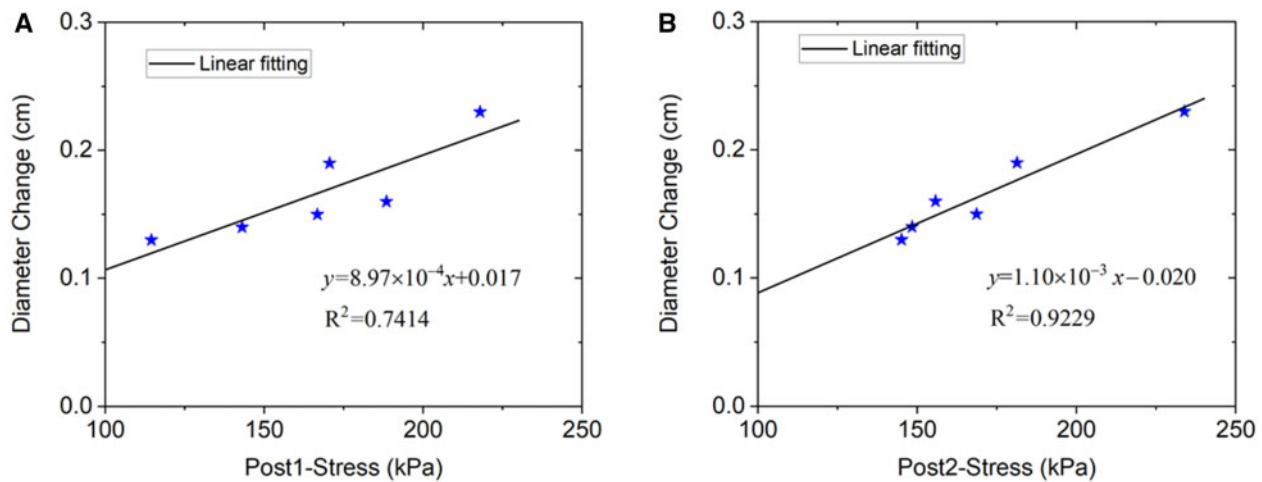 A
Linear fitting
Diameter Change (cm)
0.3
0.2
0.1
0.0
y=8.97×10⁻⁴x+0.017
R²=0.7414
100 150 200 250
Post1-Stress (kPa)
B
Linear fitting
Diameter Change (cm)
0.3
0.2
0.1
0.0
y=1.10×10⁻³ x−0.020
R²=0.9229
100 150 200 250
Post2-Stress (kPa)